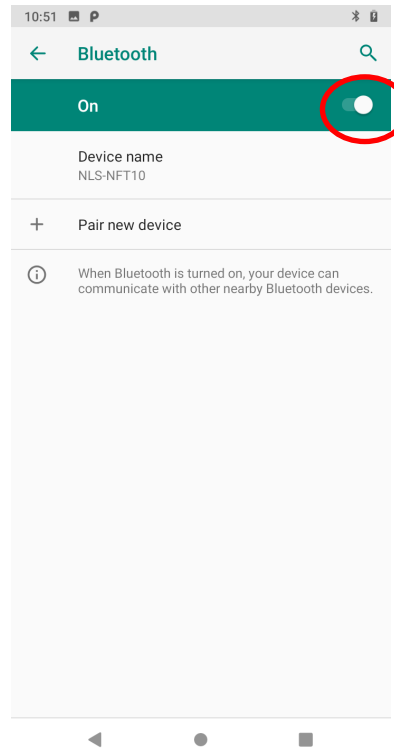 10:51
Bluetooth
On
Device name
NLS-NFT10
Pair new device
When Bluetooth is turned on, your device can
communicate with other nearby Bluetooth devices.